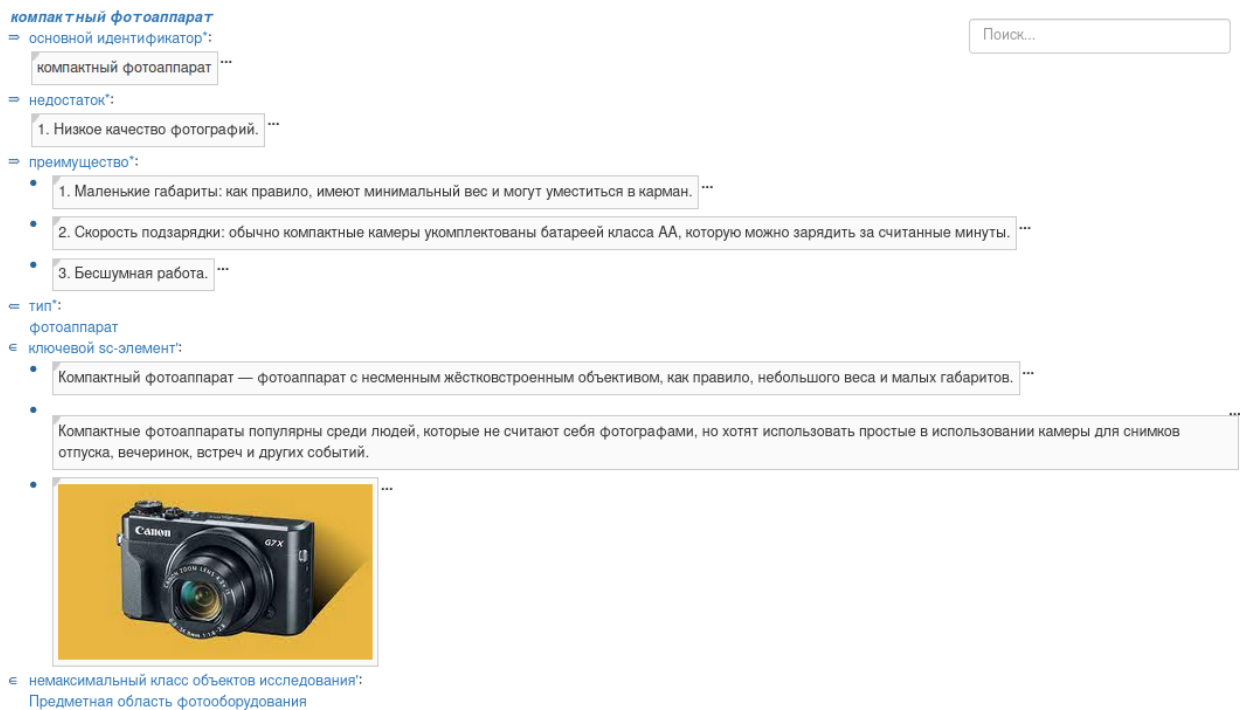 компактный фотоаппарат
Поиск...
⇒ основной идентификатор*:
компактный фотоаппарат ...
⇒ недостаток*:
1. Низкое качество фотографий. ...
⇒ преимущество*:
• 1. Маленькие габариты: как правило, имеют минимальный вес и могут уместиться в карман. ...
• 2. Скорость подзарядки: обычно компактные камеры укомплектованы батареей класса АА, которую можно зарядить за считанные минуты. ...
• 3. Бесшумная работа. ...
⇐ тип*:
фотоаппарат
∈ ключевой sc-элемент':
• Компактный фотоаппарат — фотоаппарат с несменным жёстковстроенным объективом, как правило, небольшого веса и малых габаритов. ...
• ...
Компактные фотоаппараты популярны среди людей, которые не считают себя фотографами, но хотят использовать простые в использовании камеры для снимков
отпуска, вечеринок, встреч и других событий.
• ...
Canon
G7X
CANON ZOOM LENS
∈ немаксимальный класс объектов исследования':
Предметная область фотооборудования